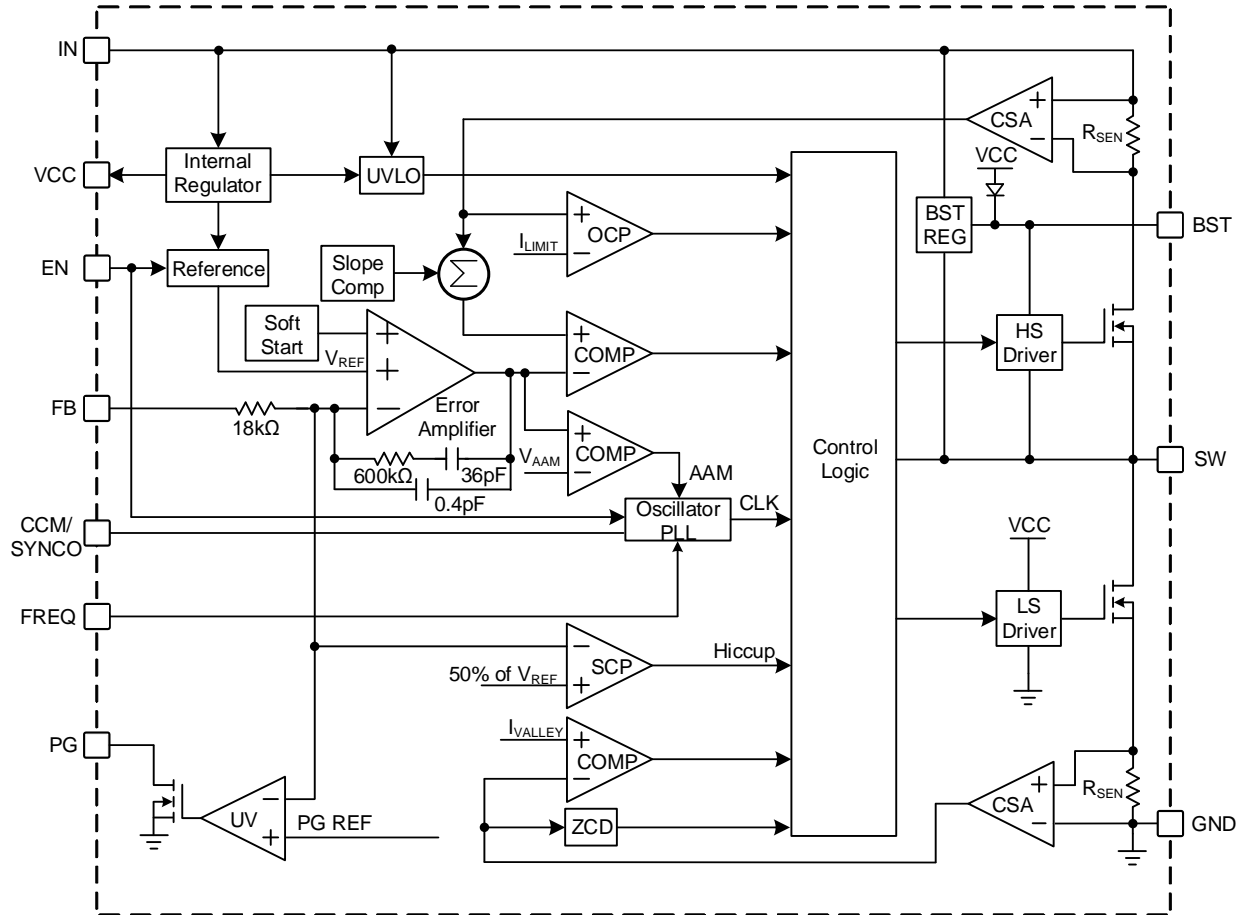 IN
CSA
+
−
RSEN
VCC
Internal
Regulator
UVLO
VCC
BST
REG
BST
+
OCP
−
ILIMIT
EN
Reference
Slope
Comp
Σ
Soft
Start
+
VREF
+
−
Error
Amplifier
+
COMP
−
HS
Driver
FB
18kΩ
600kΩ
36pF
0.4pF
+
COMP
−
VAAM
AAM
Control
Logic
SW
CCM/
SYNCO
Oscillator
PLL
CLK
VCC
FREQ
LS
Driver
−
SCP
+
50% of VREF
Hiccup
IVALLEY
+
COMP
−
PG
UV
−
+
PG REF
ZCD
CSA
+
−
RSEN
GND